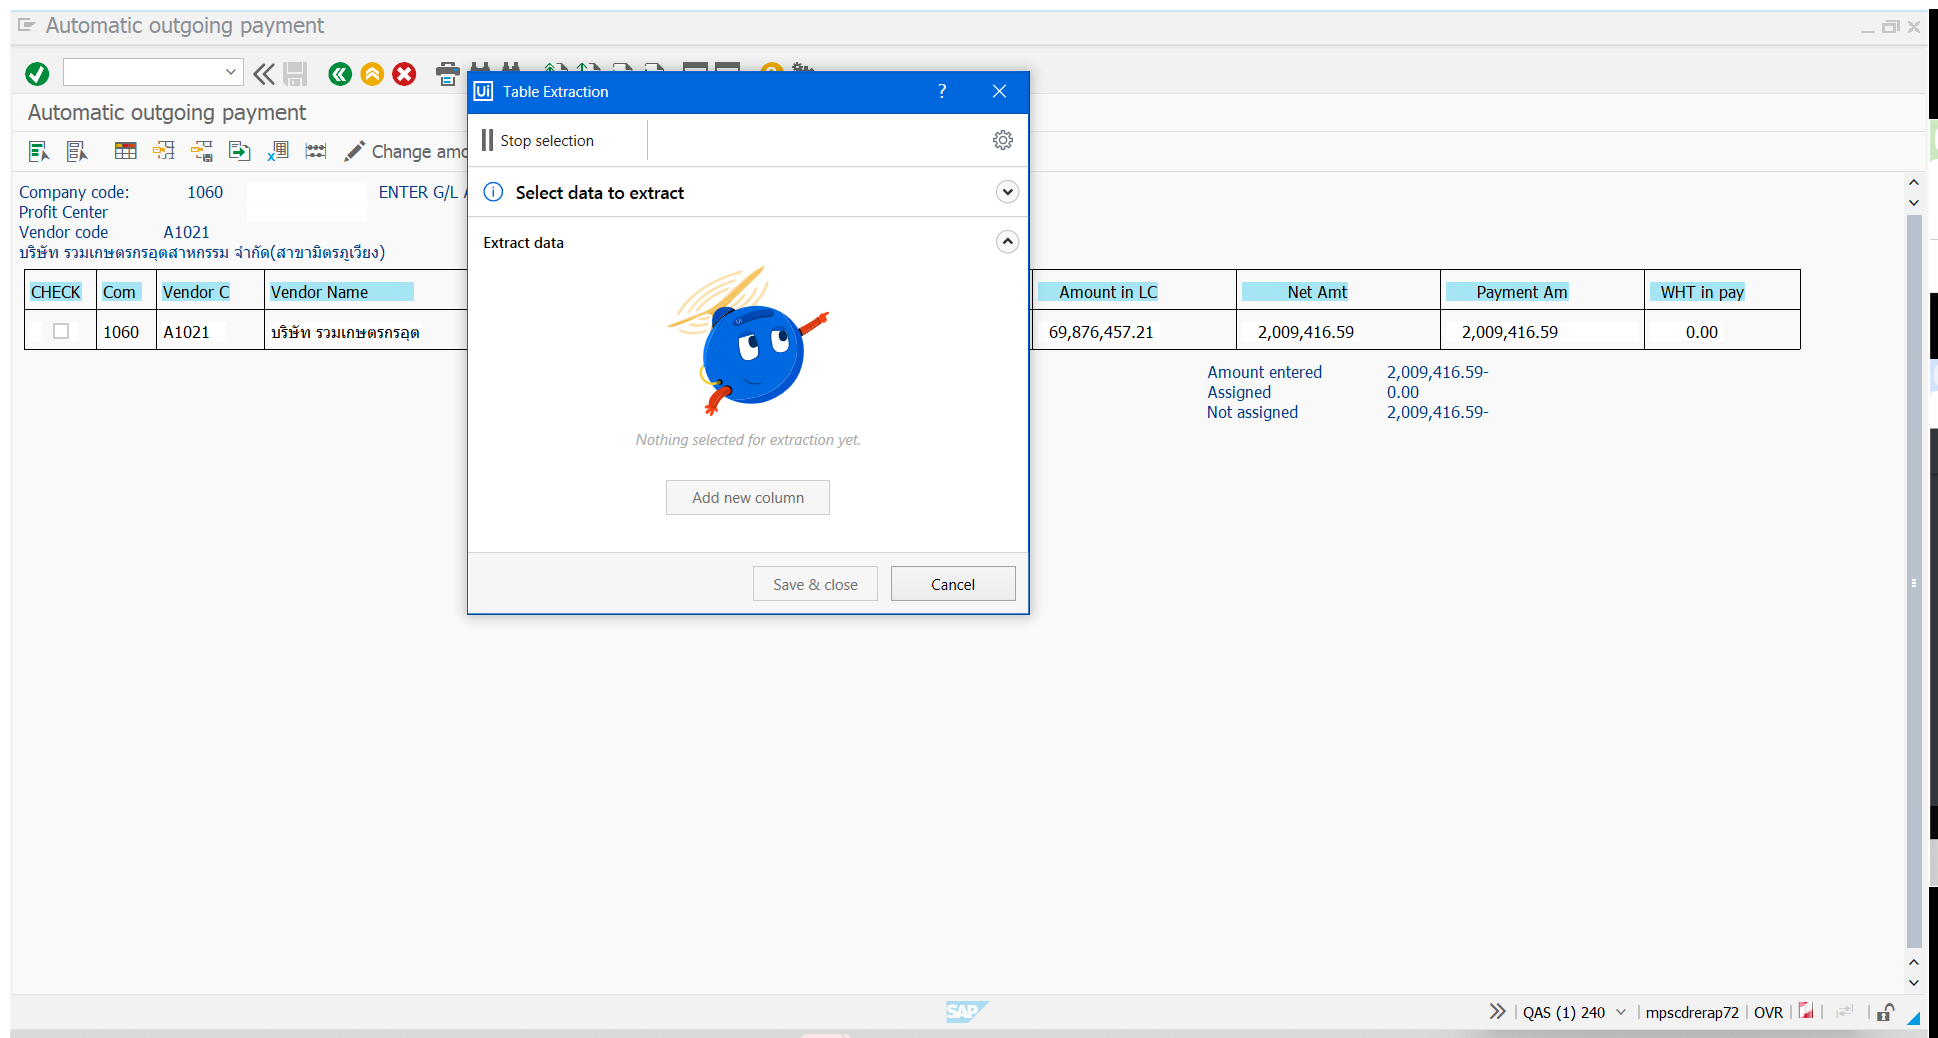 Automatic outgoing payment
Automatic outgoing payment
Change amo
Company code: 1060 ENTER G/L A
Profit Center
Vendor code A1021
บริษัท รวมเกษตรกรอุตสาหกรรม จำกัด(สาขามิตรภูเวียง)
CHECK Com Vendor C Vendor Name Amount in LC Net Amt Payment Am WHT in pay
1060 A1021 บริษัท รวมเกษตรกรอุต 69,876,457.21 2,009,416.59 2,009,416.59 0.00
Amount entered 2,009,416.59-
Assigned 0.00
Not assigned 2,009,416.59-
Ui Table Extraction ?
Stop selection
Select data to extract
Extract data
Nothing selected for extraction yet.
Add new column
Save & close Cancel
SAP
QAS (1) 240 mpscdrerap72 OVR